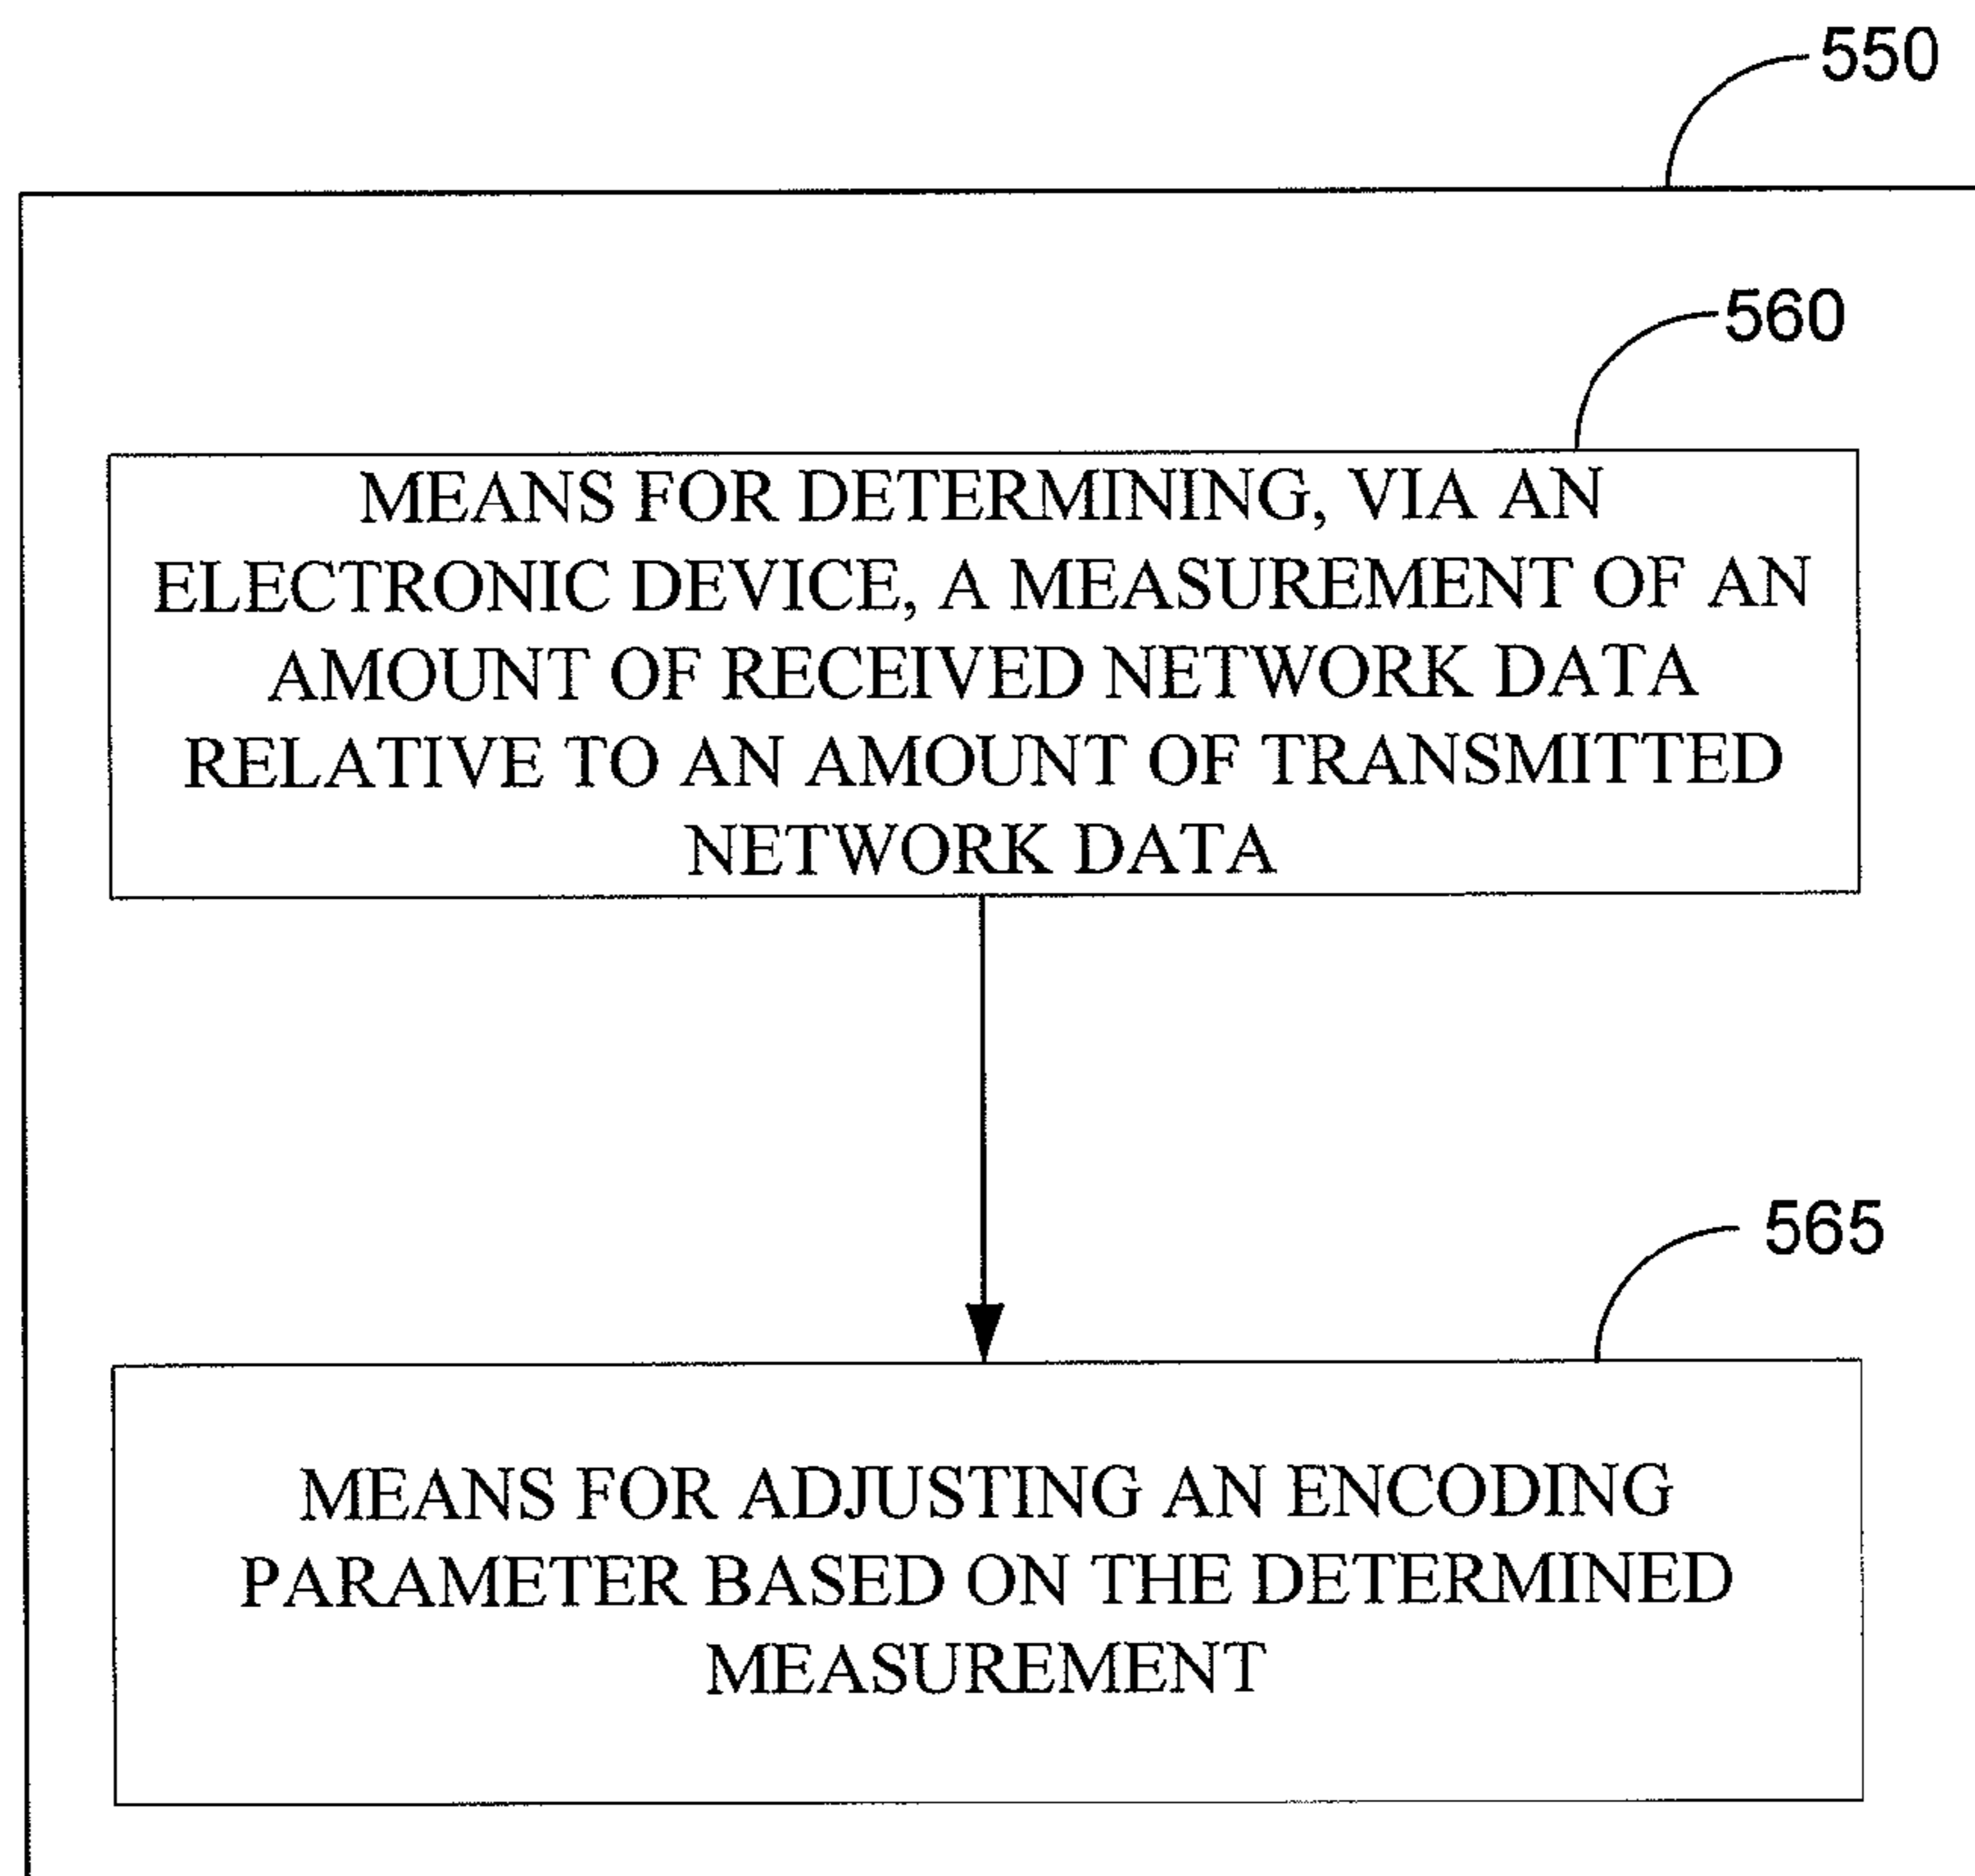 550
560
MEANS FOR DETERMINING, VIA AN
ELECTRONIC DEVICE, A MEASUREMENT OF AN
AMOUNT OF RECEIVED NETWORK DATA
RELATIVE TO AN AMOUNT OF TRANSMITTED
NETWORK DATA
565
MEANS FOR ADJUSTING AN ENCODING
PARAMETER BASED ON THE DETERMINED
MEASUREMENT